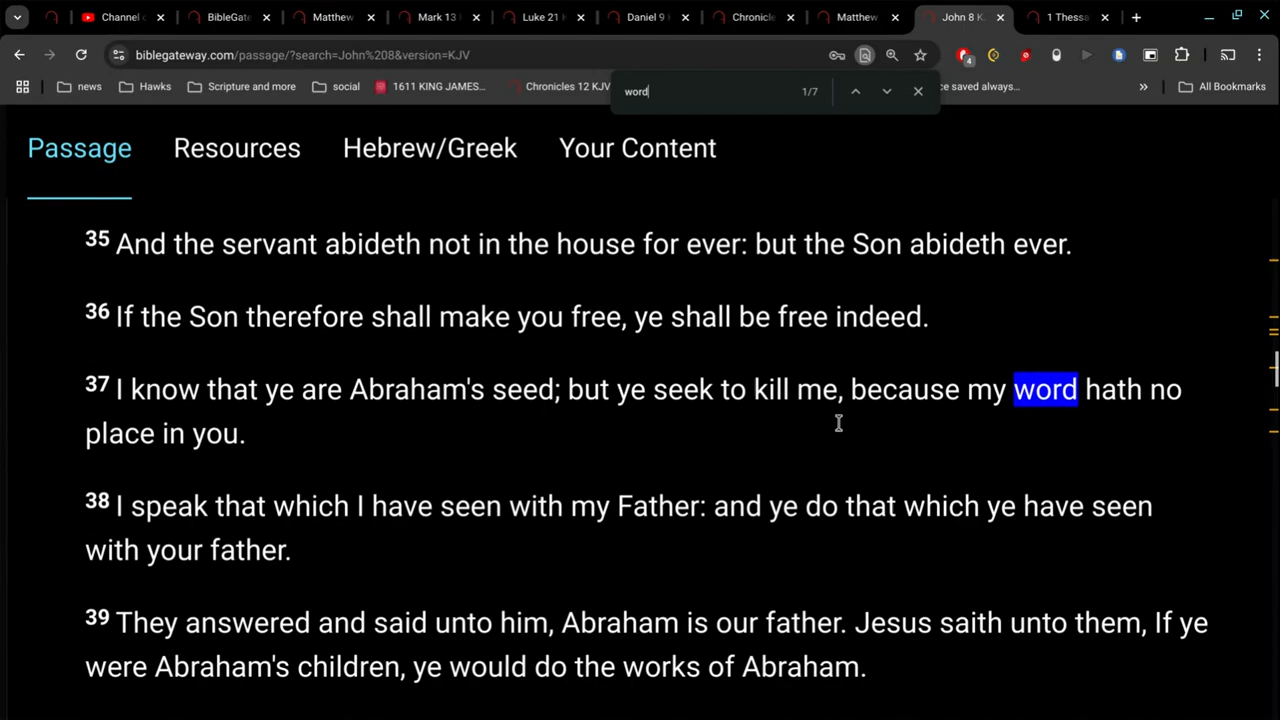 Channel c
BibleGate
Matthew
Mark 13
Luke 21 K
Daniel 9
Chronicle
Matthew
John 8 K
1 Thessa
biblegateway.com/passage/?search=John%208&version=KJV
4
news
Hawks
Scripture and more
social
1611 KING JAMES...
Chronicles 12 KJV
ce saved always...
All Bookmarks
word
1/7
Passage
Resources
Hebrew/Greek
Your Content
35 And the servant abideth not in the house for ever: but the Son abideth ever.
36 If the Son therefore shall make you free, ye shall be free indeed.
37 I know that ye are Abraham's seed; but ye seek to kill me, because my word hath no
place in you.
38 I speak that which I have seen with my Father: and ye do that which ye have seen
with your father.
39 They answered and said unto him, Abraham is our father. Jesus saith unto them, If ye
were Abraham's children, ye would do the works of Abraham.